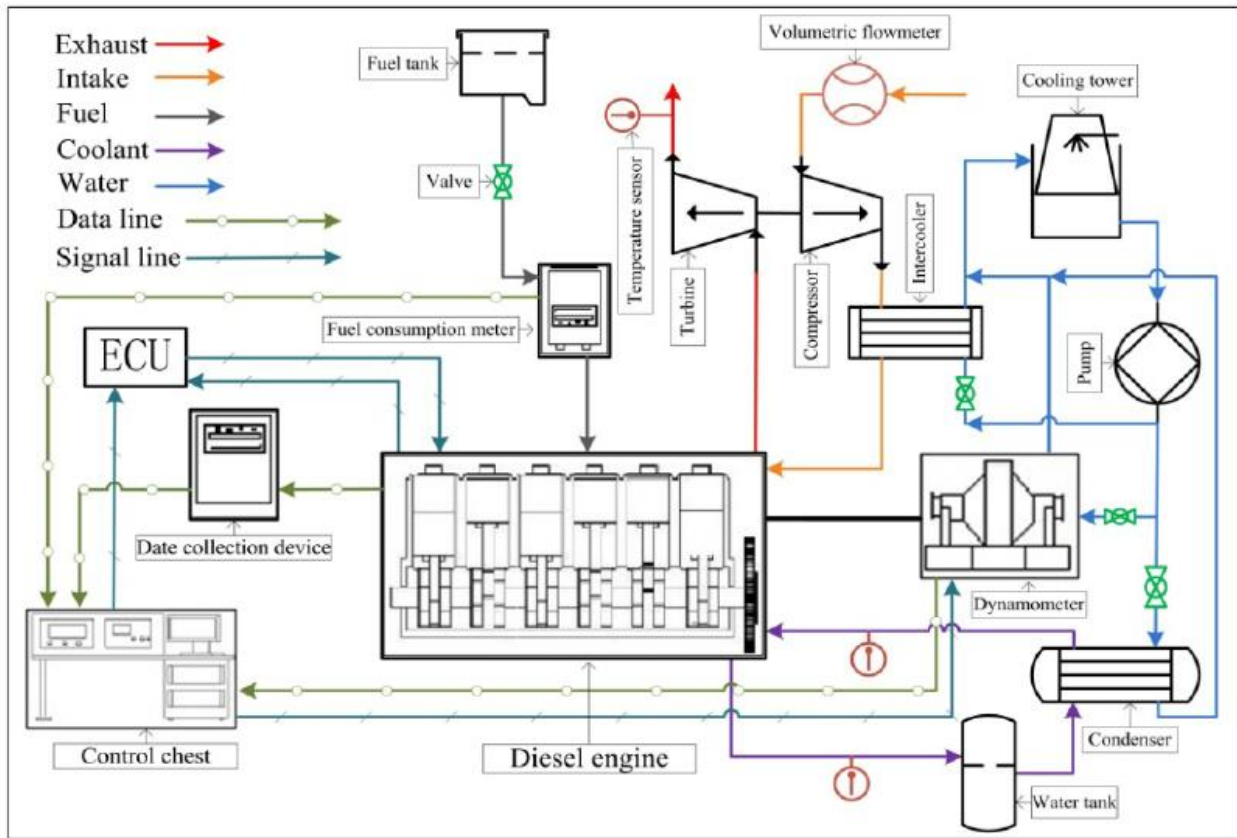 Exhaust
Intake
Fuel
Coolant
Water
Data line
Signal line
Fuel tank
Valve
Volumetric flowmeter
Cooling tower
Temperature sensor
Turbine
Compressor
Intercooler
Pump
Fuel consumption meter
ECU
Date collection device
Dynamometer
Control chest
Diesel engine
Condenser
Water tank